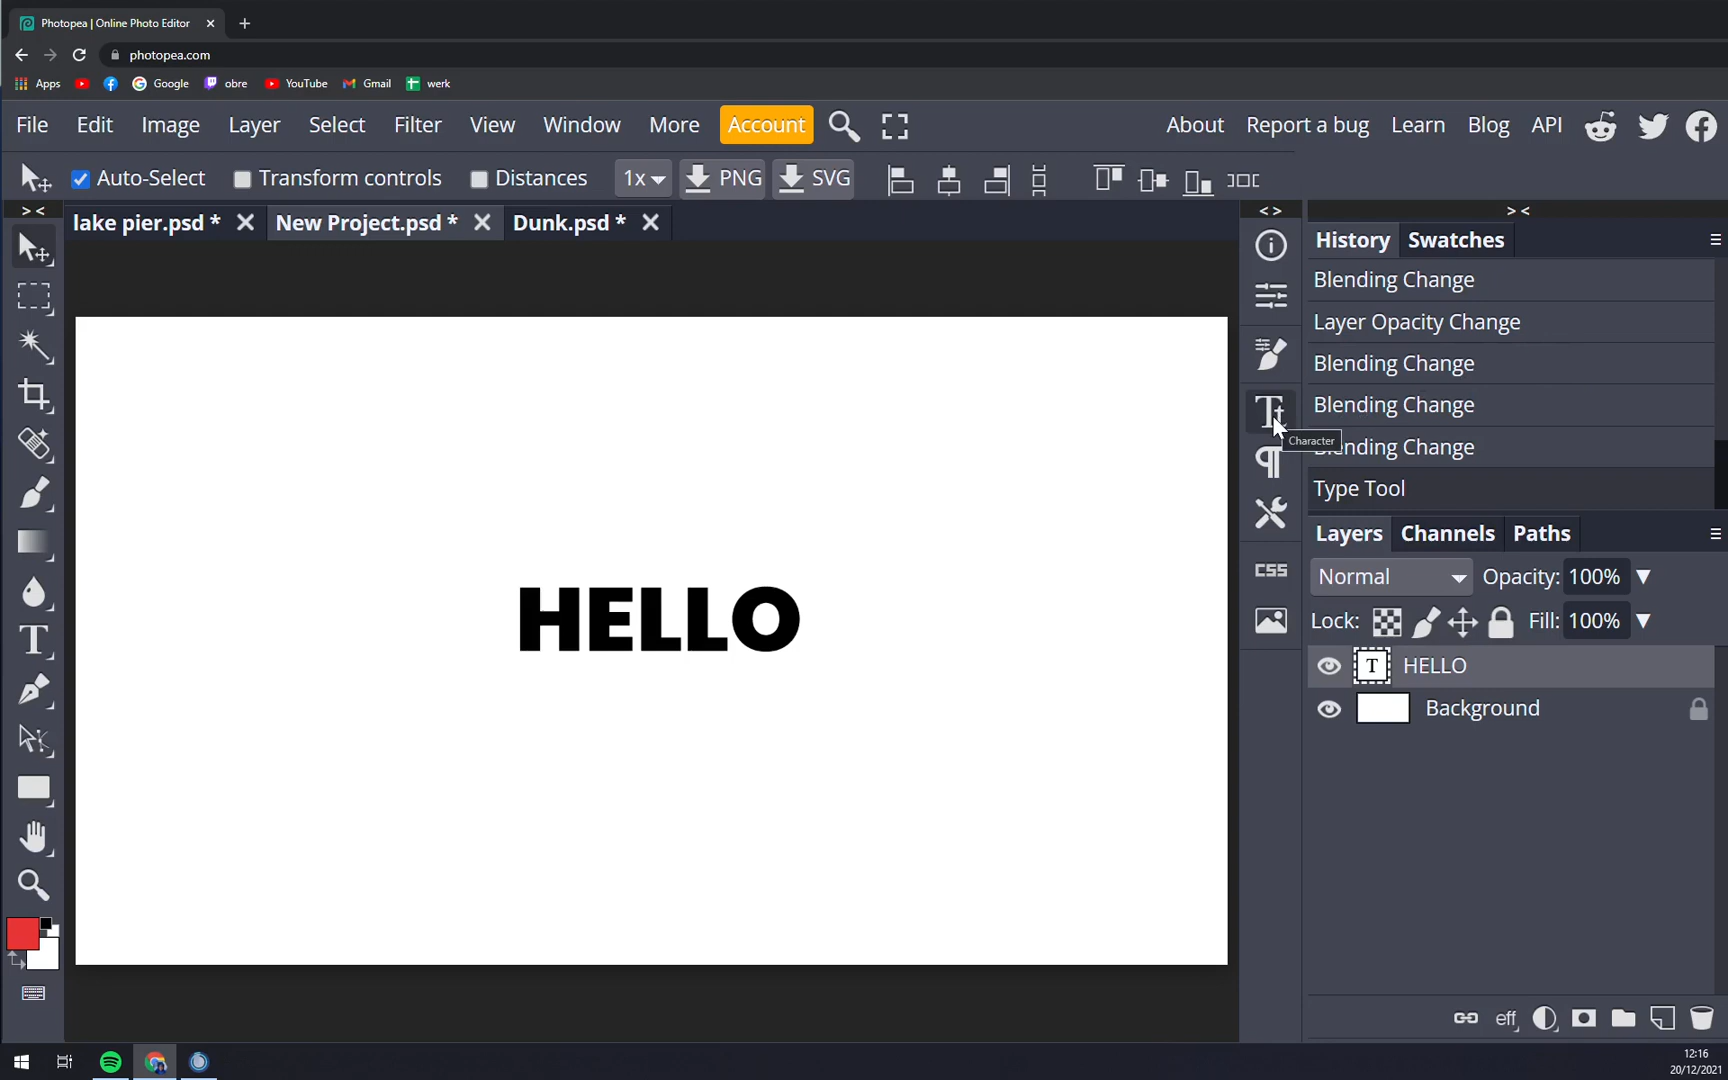 Photopea | Online Photo Editor
photopea.com
Apps
Google
obre
YouTube
Gmail
werk
File Edit Image Layer Select Filter View Window More Account
About Report a bug Learn Blog API
Auto-Select Transform controls Distances 1x PNG SVG
lake pier.psd * New Project.psd * Dunk.psd *
History Swatches
Blending Change
Layer Opacity Change
Blending Change
Blending Change
Character
ending Change
Type Tool
Layers Channels Paths
Normal Opacity: 100%
Lock: Fill: 100%
T HELLO
Background
HELLO
CSS
eff
12:16
20/12/2021